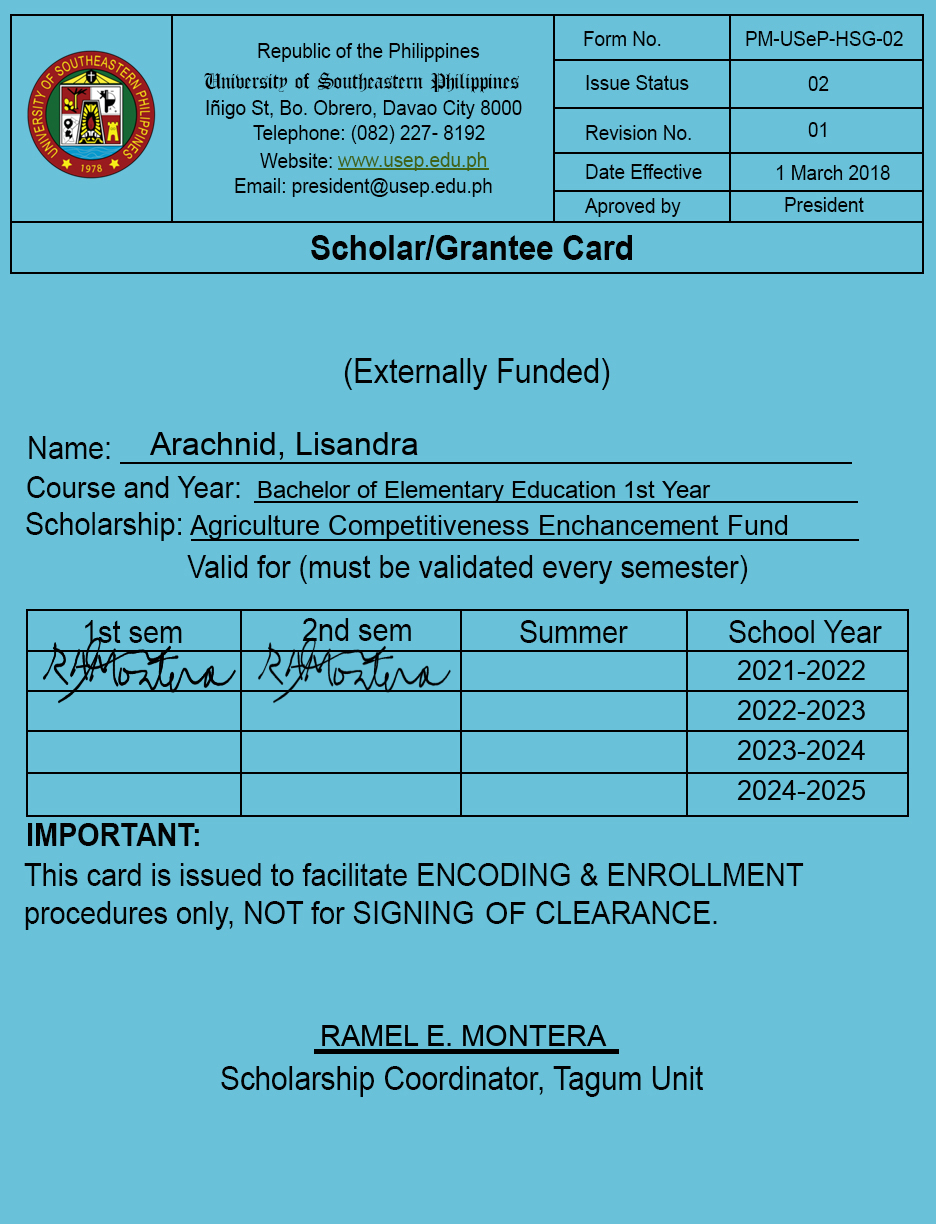 UNIVERSITY OF SOUTHEASTERN PHILIPPINES
1978
Republic of the Philippines
University of Southeastern Philippines
Iñigo St, Bo. Obrero, Davao City 8000
Telephone: (082) 227- 8192
Website: www.usep.edu.ph
Email: president@usep.edu.ph
Form No. PM-USeP-HSG-02
Issue Status 02
Revision No. 01
Date Effective 1 March 2018
Aproved by President
Scholar/Grantee Card
(Externally Funded)
Name: Arachnid, Lisandra
Course and Year: Bachelor of Elementary Education 1st Year
Scholarship: Agriculture Competitiveness Enchancement Fund
Valid for (must be validated every semester)
1st sem 2nd sem Summer School Year
RAMontera RAMontera 2021-2022
2022-2023
2023-2024
2024-2025
IMPORTANT:
This card is issued to facilitate ENCODING & ENROLLMENT
procedures only, NOT for SIGNING OF CLEARANCE.
RAMEL E. MONTERA
Scholarship Coordinator, Tagum Unit